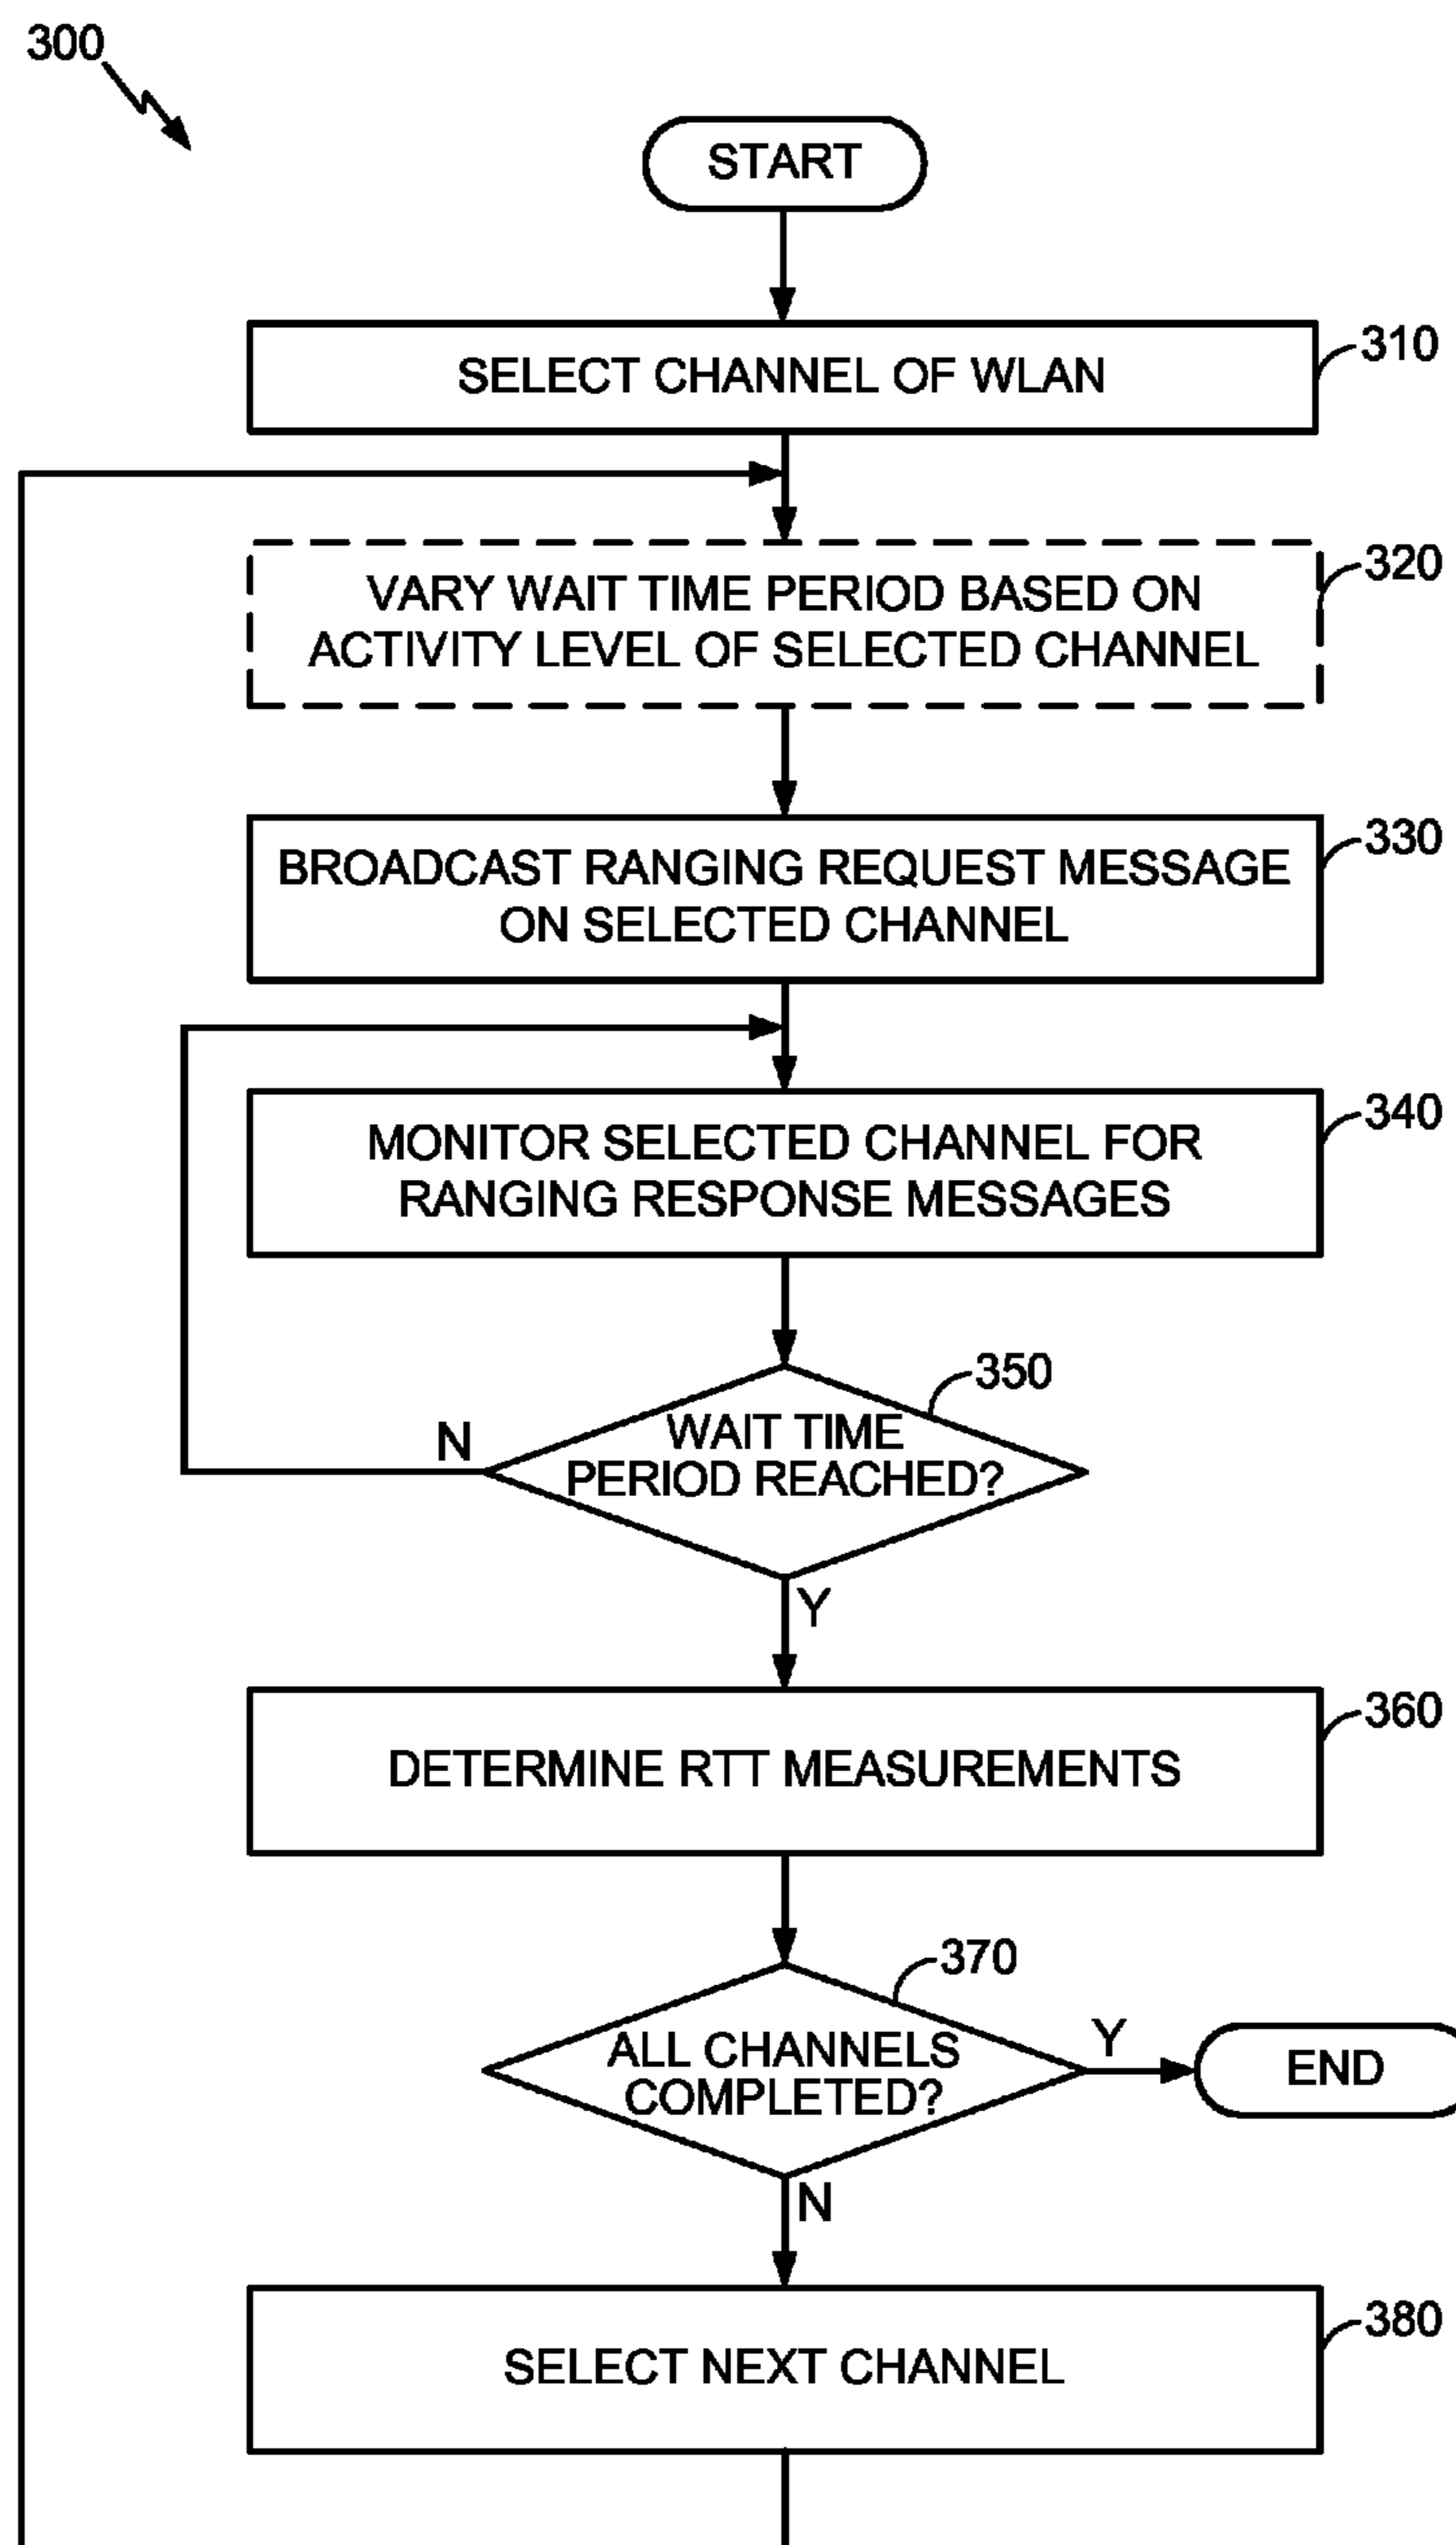 300
START
SELECT CHANNEL OF WLAN
310
VARY WAIT TIME PERIOD BASED ON
ACTIVITY LEVEL OF SELECTED CHANNEL
320
BROADCAST RANGING REQUEST MESSAGE
ON SELECTED CHANNEL
330
MONITOR SELECTED CHANNEL FOR
RANGING RESPONSE MESSAGES
340
350
WAIT TIME
PERIOD REACHED?
N
Y
DETERMINE RTT MEASUREMENTS
360
370
ALL CHANNELS
COMPLETED?
Y
END
N
SELECT NEXT CHANNEL
380